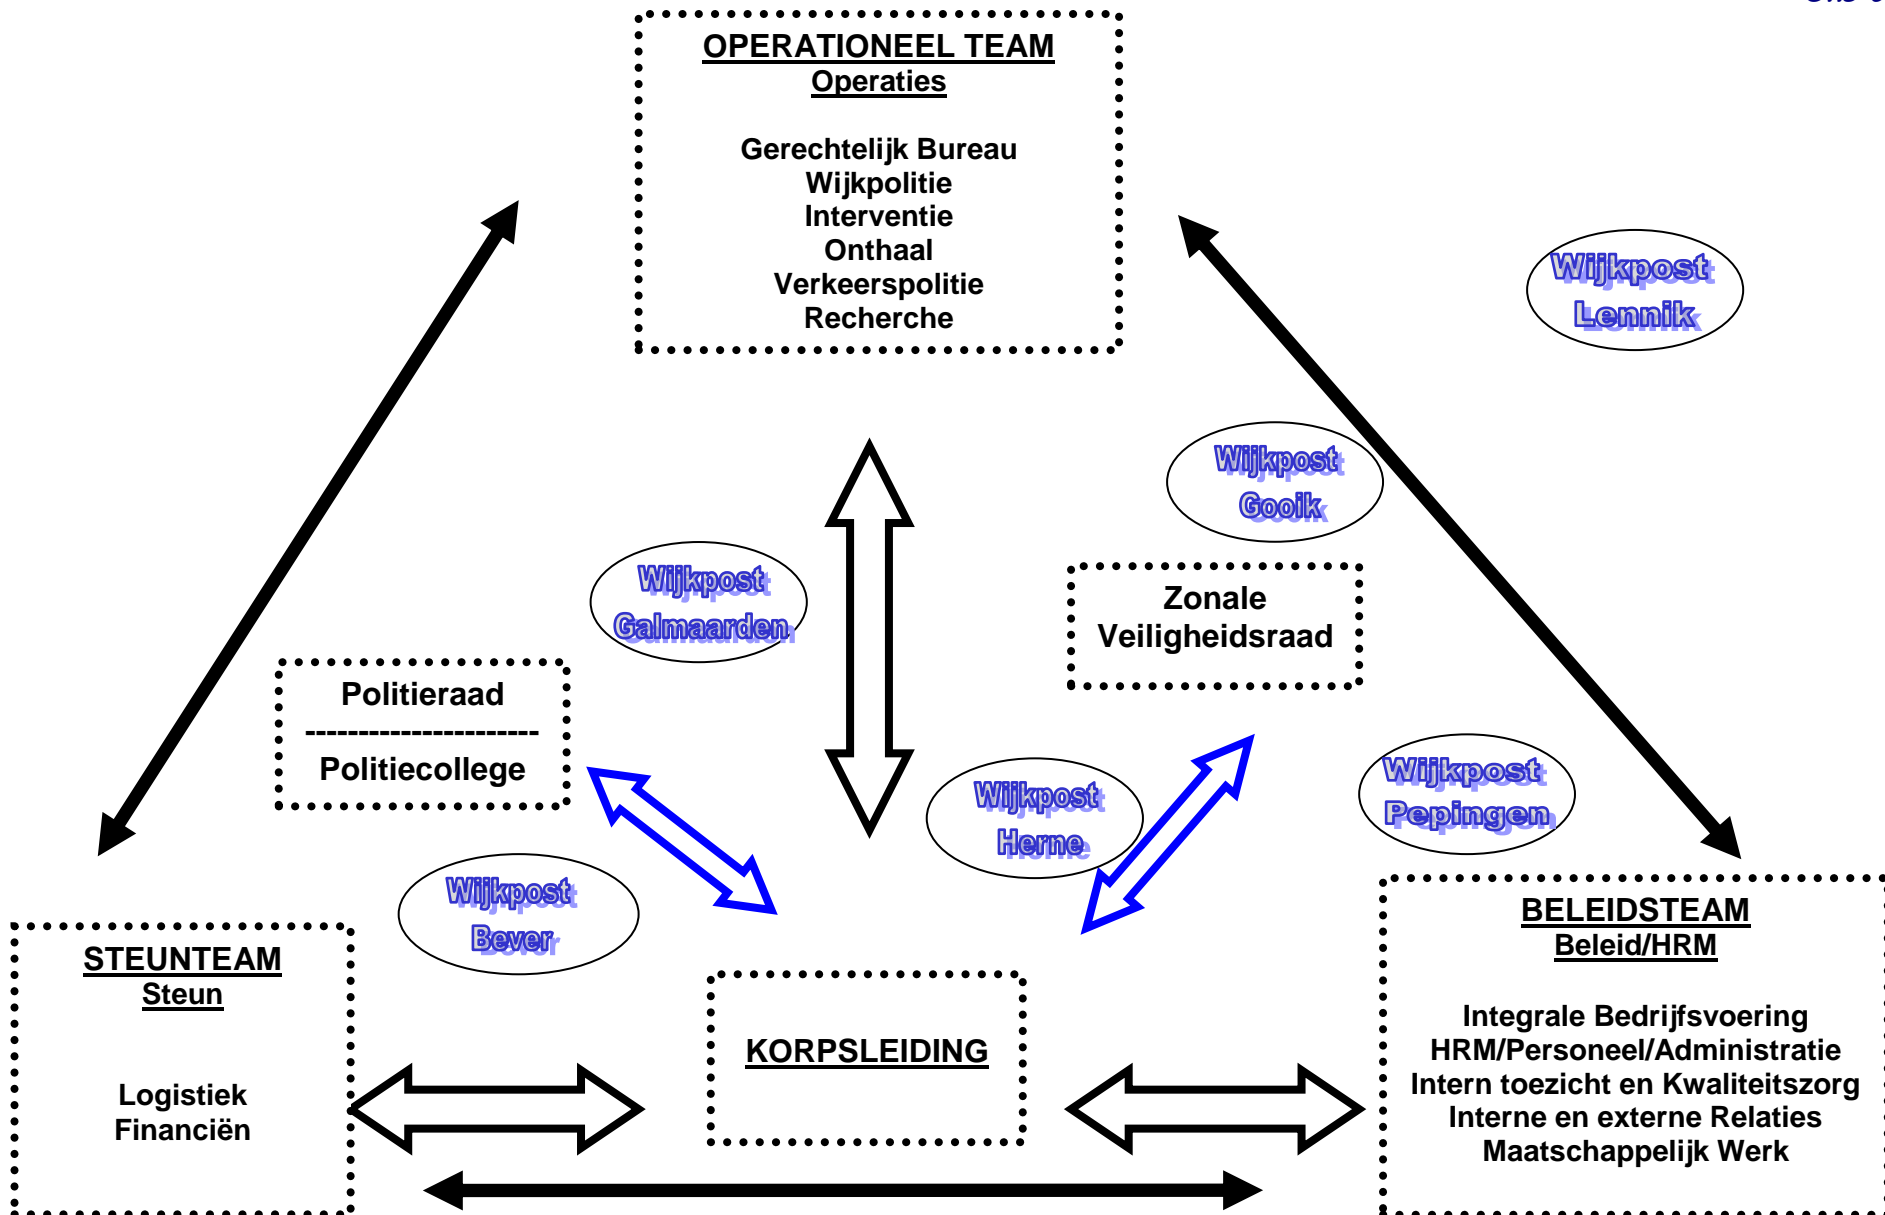 OPERATIONEEL TEAM
Operaties
Gerechtelijk Bureau
Wijkpolitie
Interventie
Onthaal
Verkeerspolitie
Recherche
Wijkpost
Lennik
Wijkpost
Gooik
Wijkpost
Galmaarden
Zonale
Veiligheidsraad
Politieraad
----------------------
Politiecollege
Wijkpost
Herne
Wijkpost
Pepingen
Wijkpost
Bever
STEUNTEAM
Steun
Logistiek
Financiën
KORPSLEIDING
BELEIDSTEAM
Beleid/HRM
Integrale Bedrijfsvoering
HRM/Personeel/Administratie
Intern toezicht en Kwaliteitszorg
Interne en externe Relaties
Maatschappelijk Werk